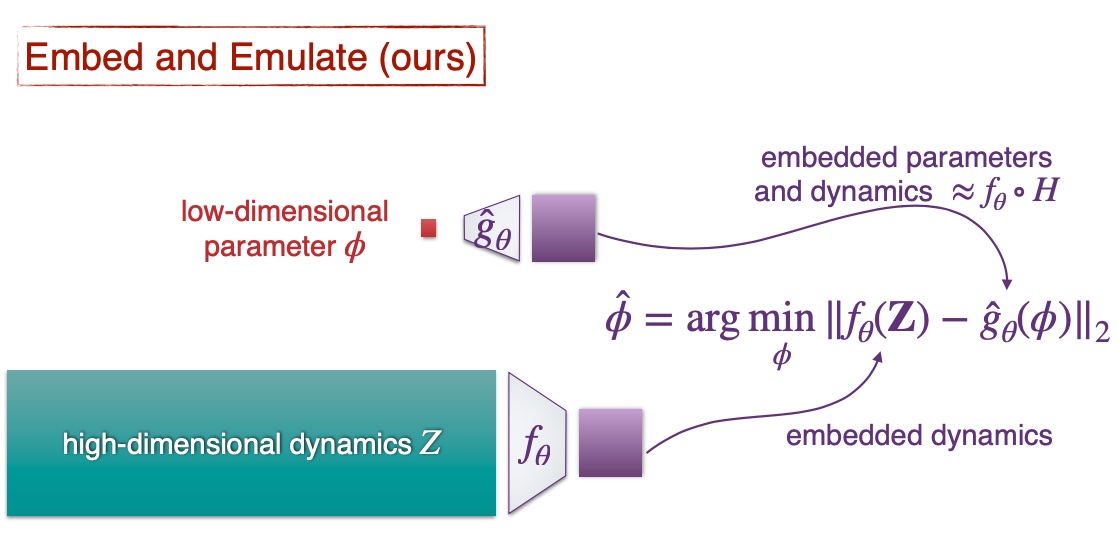 Embed and Emulate (ours)
embedded parameters
and dynamics ≈ f_θ ∘ H
low-dimensional
parameter ϕ
ĝ_θ
ϕ̂ = arg min_ϕ ‖f_θ(𝐙) − ĝ_θ(ϕ)‖₂
high-dimensional dynamics Z
f_θ
embedded dynamics